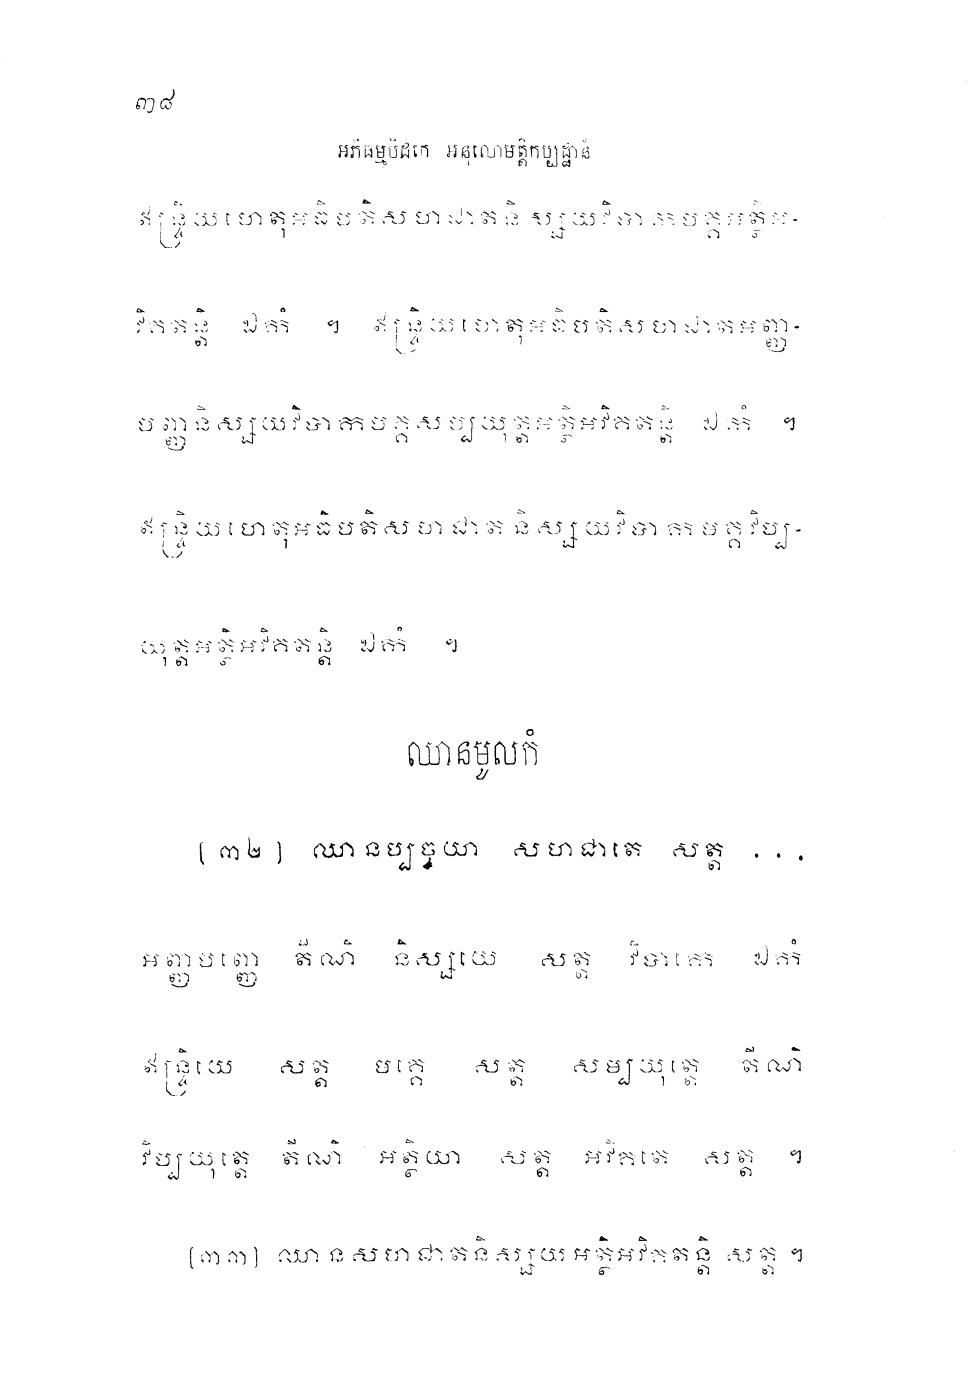 ៣៨
អភិធម្មបិដកេ អនុលោមត្តិកប្បដ្ឋានំ
ឥន្ទ្រិយហេតុអធិបតិសហជាតនិស្សយវិបាកមគ្គអត្ថិអ-
វិគតន្តិ ឯកំ ។ ឥន្ទ្រិយហេតុអធិបតិសហជាតអញ្ញ-
មញ្ញនិស្សយវិបាកមគ្គសម្បយុត្តអត្ថិអវិគតន្តិ ឯកំ ។
ឥន្ទ្រិយហេតុអធិបតិសហជាតនិស្សយវិបាកមគ្គវិប្ប-
យុត្តអត្ថិអវិគតន្តិ ឯកំ ។
ឈានមូលកំ
[៣២] ឈានប្បច្ចយា សហជាតេ សត្ត ...
អញ្ញមញ្ញេ តីណិ និស្សយេ សត្ត វិបាកេ ឯកំ
ឥន្ទ្រិយេ សត្ត មគ្គេ សត្ត សម្បយុត្តេ តីណិ
វិប្បយុត្តេ តីណិ អត្ថិយា សត្ត អវិគតេ សត្ត ។
[៣៣] ឈានសហជាតនិស្សយអត្ថិអវិគតន្តិ សត្ត ។